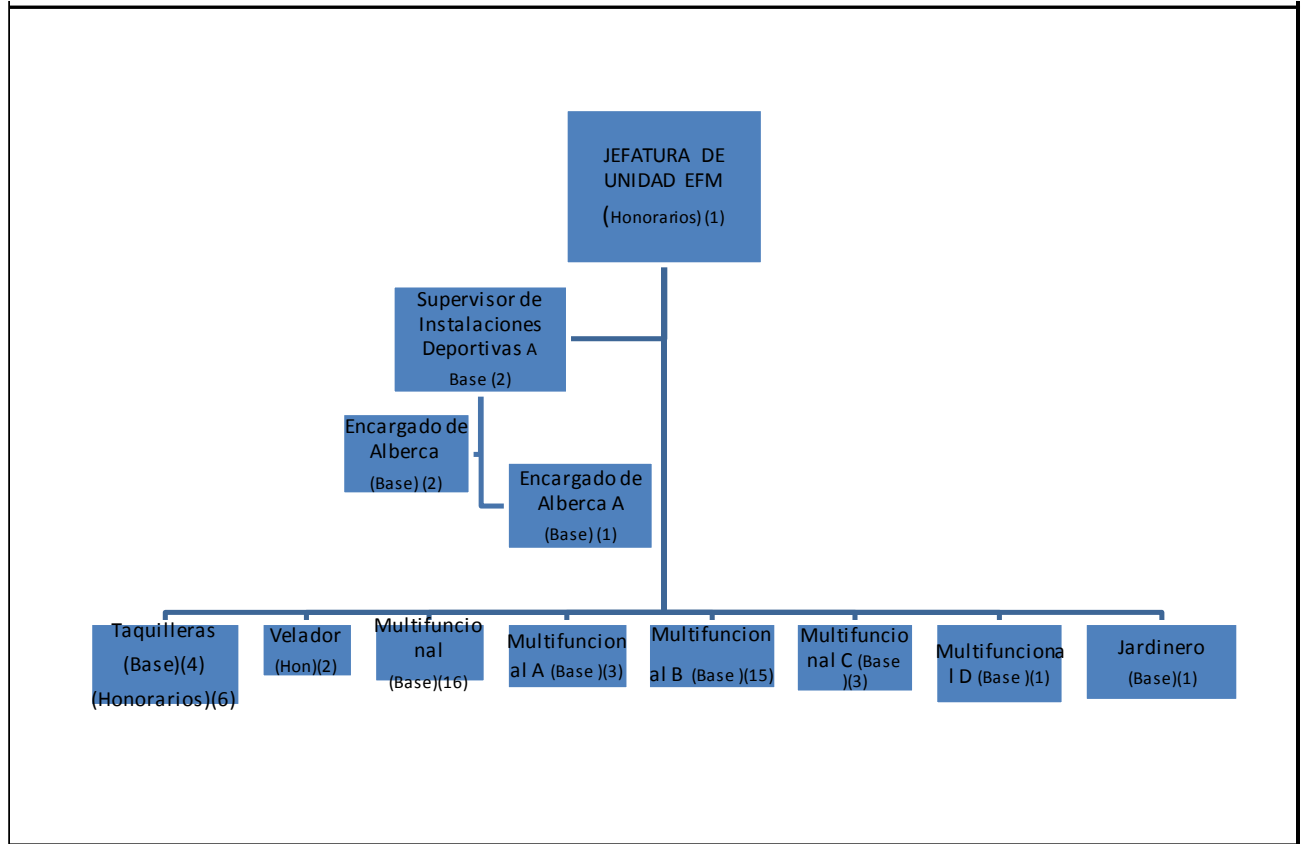 JEFATURA DE
UNIDAD EFM
(Honorarios) (1)
Supervisor de
Instalaciones
Deportivas A
Base (2)
Encargado de
Alberca
(Base) (2)
Encargado de
Alberca A
(Base) (1)
Taquilleras
(Base)(4)
(Honorarios)(6)
Velador
(Hon)(2)
Multifuncio
nal
(Base)(16)
Multifuncion
al A (Base )(3)
Multifuncion
al B (Base )(15)
Multifuncio
nal C (Base
)(3)
Multifunciona
l D (Base )(1)
Jardinero
(Base)(1)